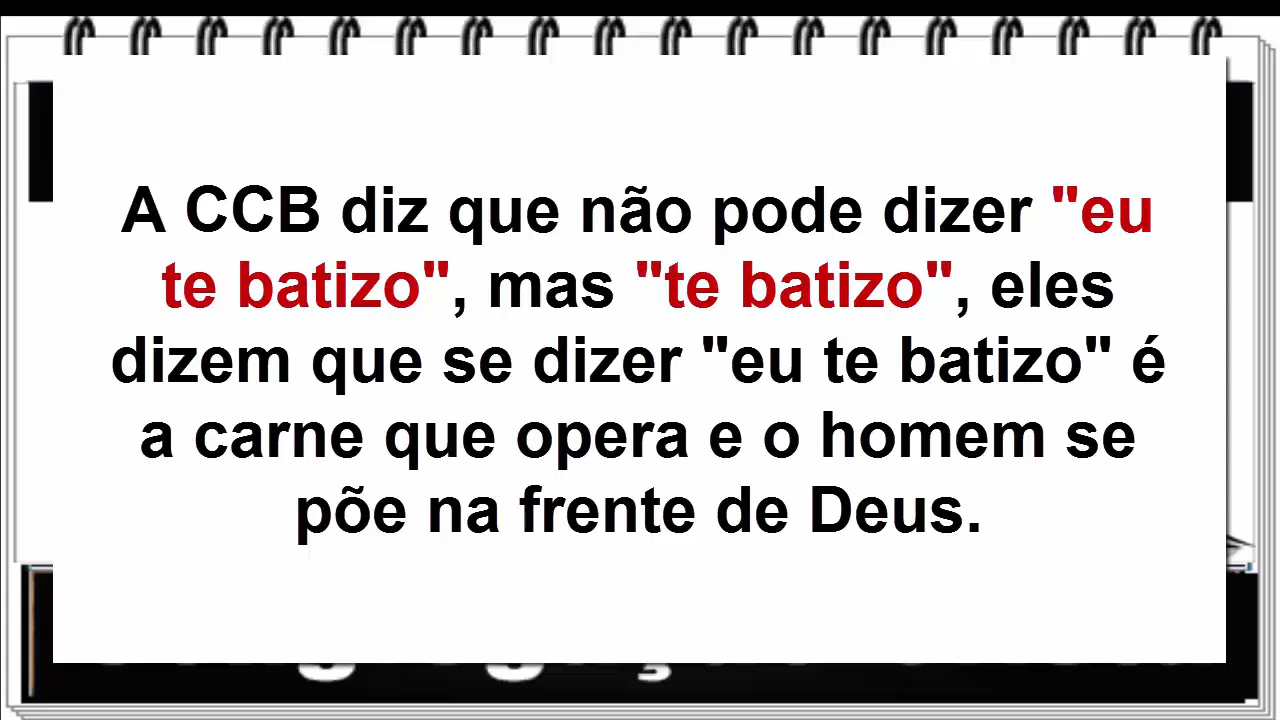 A CCB diz que não pode dizer "eu
te batizo", mas "te batizo", eles
dizem que se dizer "eu te batizo" é
a carne que opera e o homem se
põe na frente de Deus.